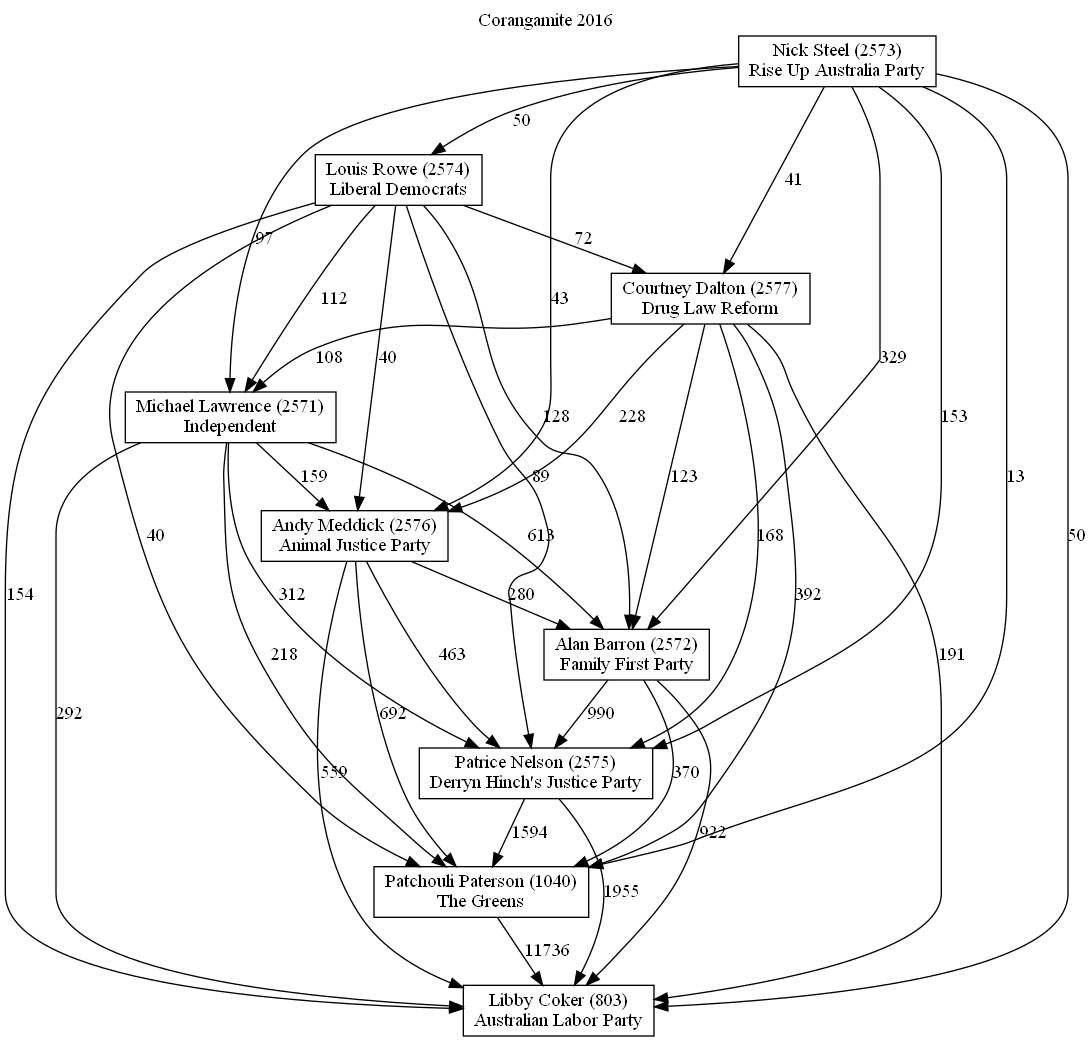 Corangamite 2016
Nick Steel (2573)
Rise Up Australia Party
50
Louis Rowe (2574)
Liberal Democrats
41
97
72
Courtney Dalton (2577)
Drug Law Reform
112
43
108
40
329
Michael Lawrence (2571)
Independent
128
228
153
159
89
123
13
Andy Meddick (2576)
Animal Justice Party
40
613
168
50
154
312
280
392
Alan Barron (2572)
Family First Party
218
463
191
292
692
990
Patrice Nelson (2575)
Derryn Hinch's Justice Party
559
370
1594
922
Patchouli Paterson (1040)
The Greens
1955
11736
Libby Coker (803)
Australian Labor Party